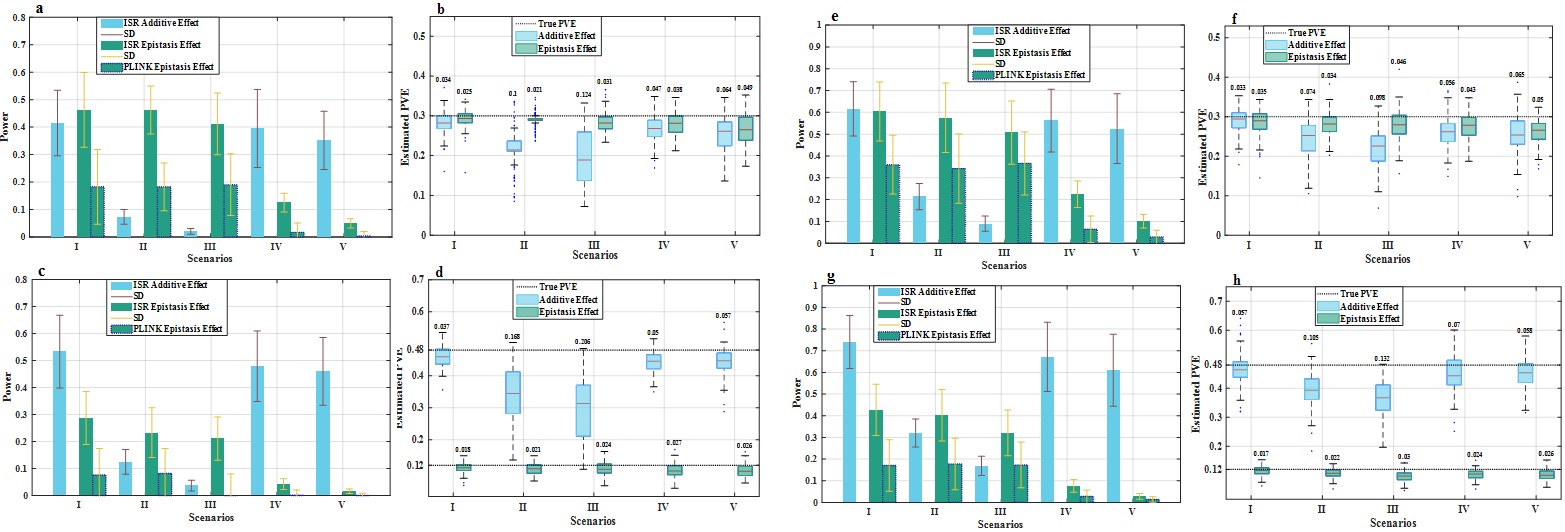 a
ISR Additive Effect
SD
ISR Epistasis Effect
SD
PLINK Epistasis Effect
0.8
0.7
0.6
0.5
0.4
0.3
0.2
0.1
0
Power
I II III IV V
Scenarios
b
True PVE
Additive Effect
Epistasis Effect
0.5
0.4
0.3
0.2
0.1
0
Estimated PVE
0.034 0.025 0.1 0.021 0.124 0.031 0.047 0.038 0.064 0.049
I II III IV V
Scenarios
e
ISR Additive Effect
SD
ISR Epistasis Effect
SD
PLINK Epistasis Effect
1
0.9
0.8
0.7
0.6
0.5
0.4
0.3
0.2
0.1
0
Power
I II III IV V
Scenarios
f
True PVE
Additive Effect
Epistasis Effect
0.5
0.4
0.3
0.2
0.1
0
Estimated PVE
0.033 0.035 0.074 0.034 0.098 0.046 0.056 0.043 0.065 0.05
I II III IV V
Scenarios
c
ISR Additive Effect
SD
ISR Epistasis Effect
SD
PLINK Epistasis Effect
0.8
0.7
0.6
0.5
0.4
0.3
0.2
0.1
0
Power
I II III IV V
Scenarios
d
True PVE
Additive Effect
Epistasis Effect
0.7
0.6
0.48
0.4
0.3
0.2
0.12
Estimated PVE
0.037 0.168 0.206 0.05 0.057
0.018 0.021 0.024 0.027 0.026
I II III IV V
Scenarios
g
ISR Additive Effect
SD
ISR Epistasis Effect
SD
PLINK Epistasis Effect
1
0.9
0.8
0.7
0.6
0.5
0.4
0.3
0.2
0.1
0
Power
I II III IV V
Scenarios
h
True PVE
Additive Effect
Epistasis Effect
0.7
0.6
0.48
0.4
0.3
0.2
0.12
Estimated PVE
0.057 0.105 0.132 0.07 0.058
0.017 0.022 0.03 0.024 0.026
I II III IV V
Scenarios